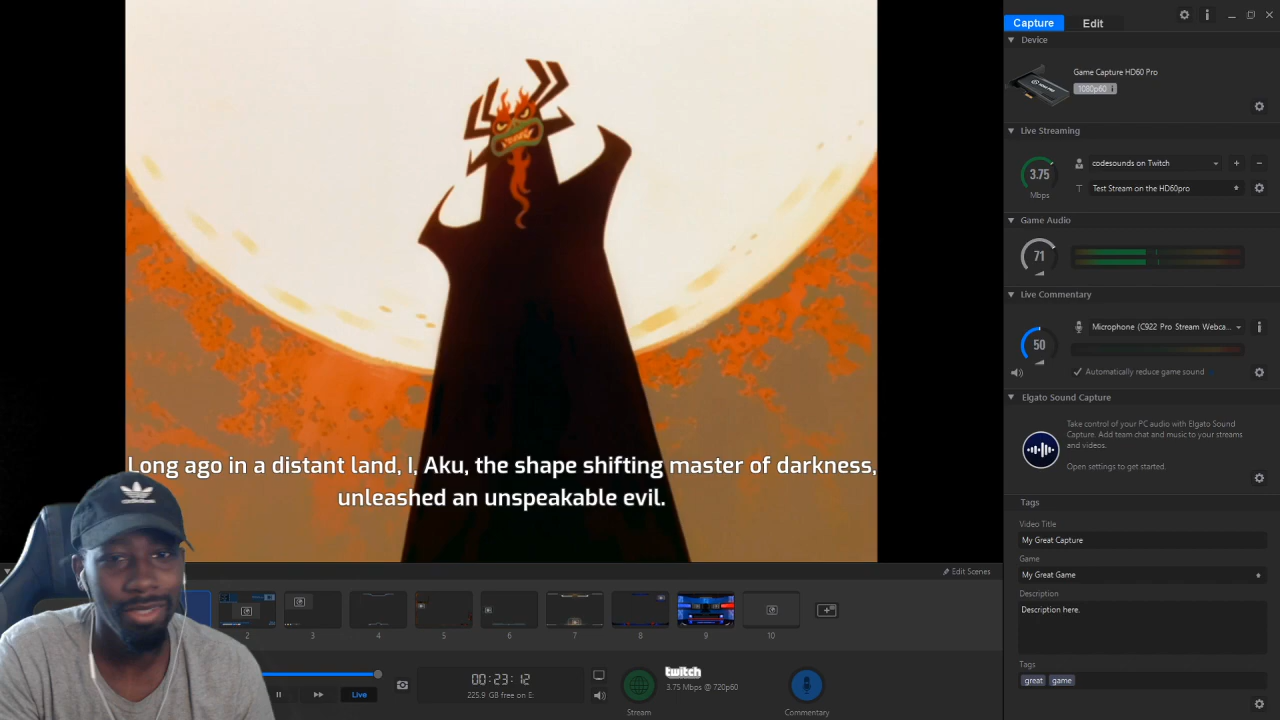 Capture
Edit
Device
Game Capture HD60 Pro
1080p60
Live Streaming
3.75
Mbps
codesounds on Twitch
T Test Stream on the HD60pro
Game Audio
71
Live Commentary
50
Microphone (C922 Pro Stream Webca...
Automatically reduce game sound
Elgato Sound Capture
Take control of your PC audio with Elgato Sound
Capture. Add team chat and music to your streams
and videos.
Open settings to get started.
Tags
Video Title
My Great Capture
Game
My Great Game
Description
Description here.
Tags
great game
Long ago in a distant land, I, Aku, the shape shifting master of darkness,
unleashed an unspeakable evil.
Edit Scenes
2 3 4 5 6 7 8 9 10
Live
00:23:12
225.9 GB free on E:
Stream
twitch
3.75 Mbps @ 720p60
Commentary